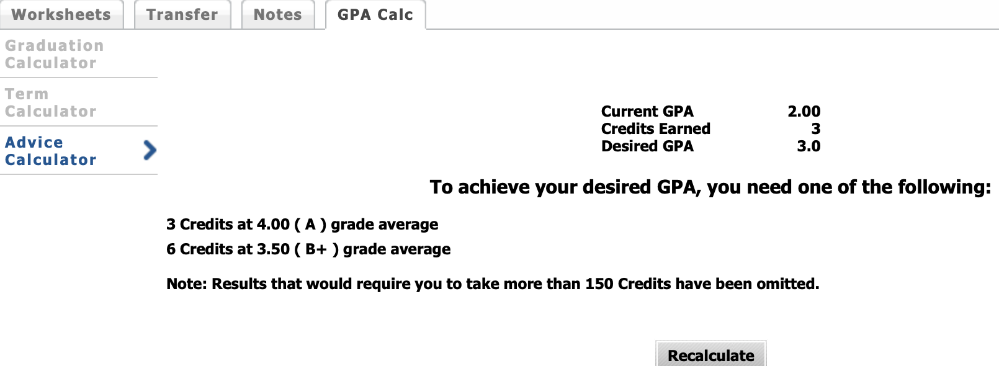 Worksheets Transfer Notes GPA Calc
Graduation
Calculator
Term
Calculator
Advice
Calculator
Current GPA 2.00
Credits Earned 3
Desired GPA 3.0
To achieve your desired GPA, you need one of the following:
3 Credits at 4.00 ( A ) grade average
6 Credits at 3.50 ( B+ ) grade average
Note: Results that would require you to take more than 150 Credits have been omitted.
Recalculate